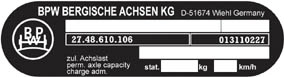 BPW BERGISCHE ACHSEN KG D-51674 Wiehl Germany
BPW
27.48.610.106 013110227
zul. Achslast
perm. axle capacity
charge adm.
stat. kg km/h